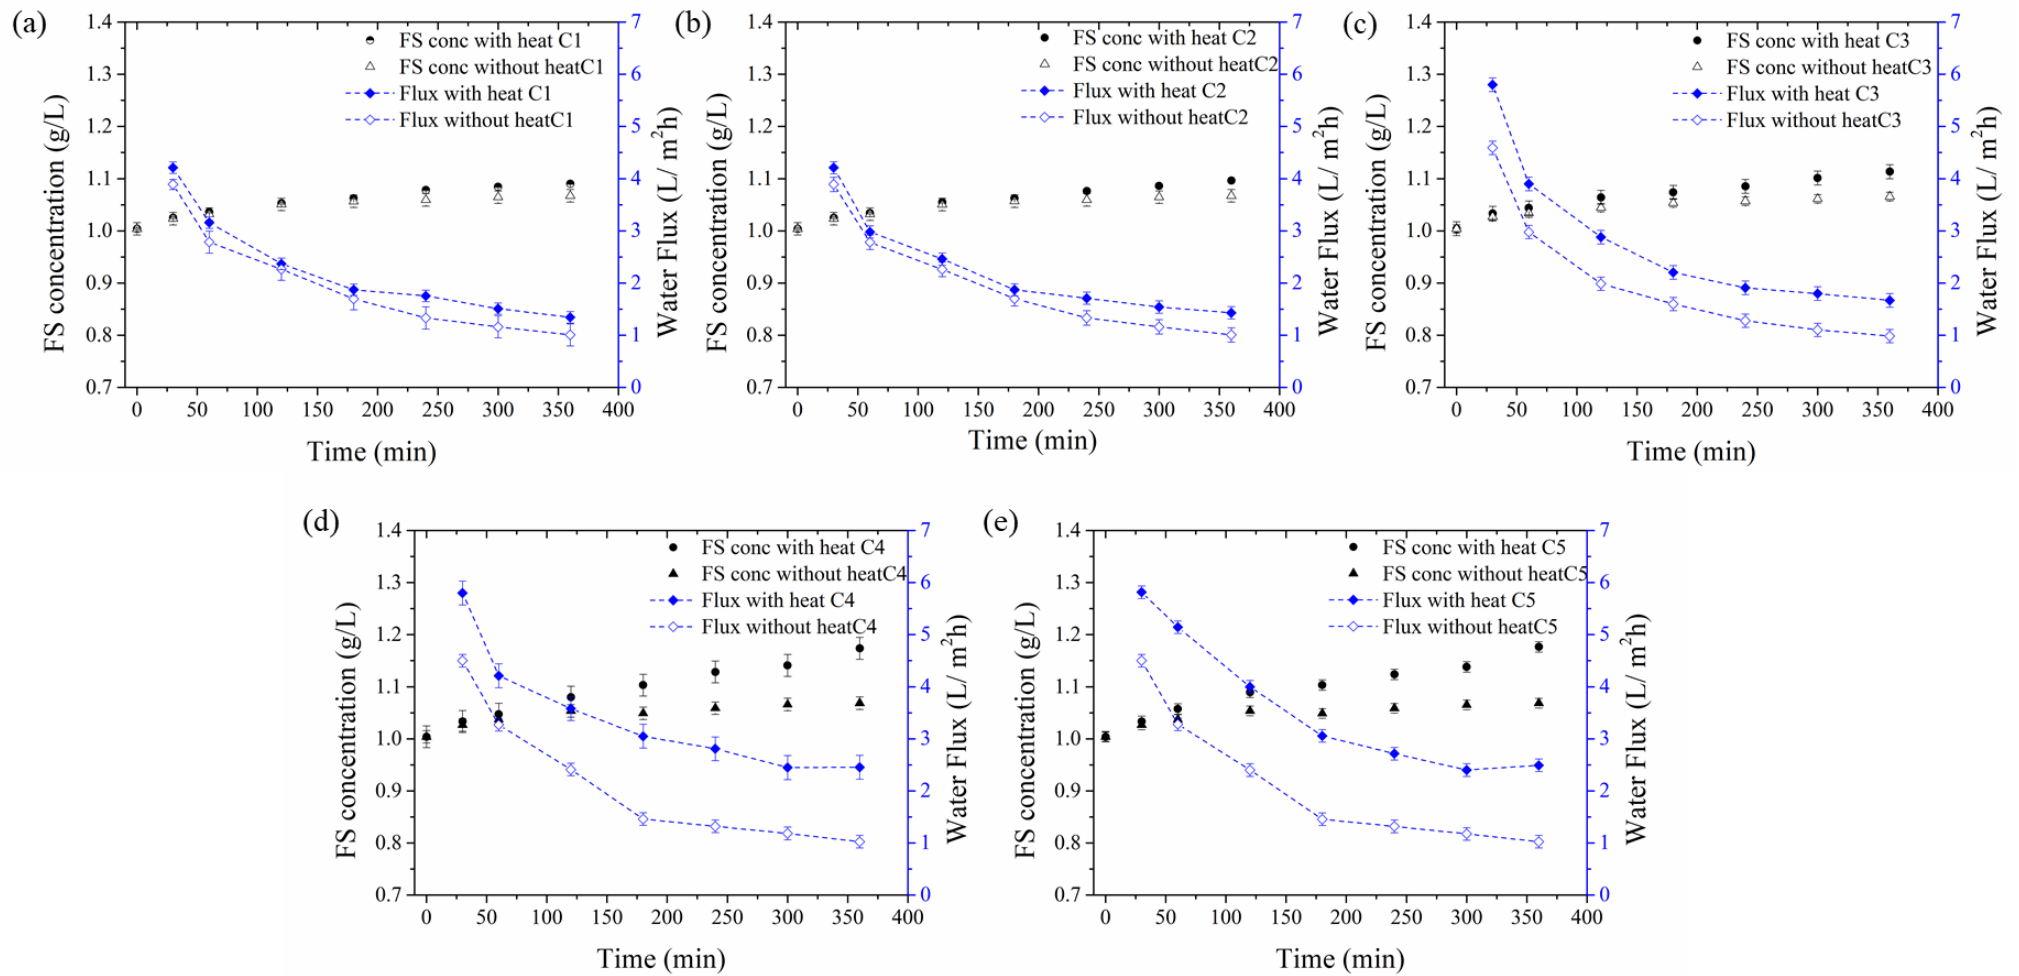 (a)
FS concentration (g/L)
1.4
1.3
1.2
1.1
1.0
0.9
0.8
0.7
FS conc with heat C1
FS conc without heatC1
Flux with heat C1
Flux without heatC1
7
6
5
4
3
2
1
0
Water Flux (L/ m²h)
0 50 100 150 200 250 300 350 400
Time (min)
(b)
FS concentration (g/L)
1.4
1.3
1.2
1.1
1.0
0.9
0.8
0.7
FS conc with heat C2
FS conc without heatC2
Flux with heat C2
Flux without heatC2
7
6
5
4
3
2
1
0
Water Flux (L/ m²h)
0 50 100 150 200 250 300 350 400
Time (min)
(c)
FS concentration (g/L)
1.4
1.3
1.2
1.1
1.0
0.9
0.8
0.7
FS conc with heat C3
FS conc without heatC3
Flux with heat C3
Flux without heatC3
7
6
5
4
3
2
1
0
Water Flux (L/ m²h)
0 50 100 150 200 250 300 350 400
Time (min)
(d)
FS concentration (g/L)
1.4
1.3
1.2
1.1
1.0
0.9
0.8
0.7
FS conc with heat C4
FS conc without heatC4
Flux with heat C4
Flux without heatC4
7
6
5
4
3
2
1
0
Water Flux (L/ m²h)
0 50 100 150 200 250 300 350 400
Time (min)
(e)
FS concentration (g/L)
1.4
1.3
1.2
1.1
1.0
0.9
0.8
0.7
FS conc with heat C5
FS conc without heatC5
Flux with heat C5
Flux without heatC5
7
6
5
4
3
2
1
0
Water Flux (L/ m²h)
0 50 100 150 200 250 300 350 400
Time (min)